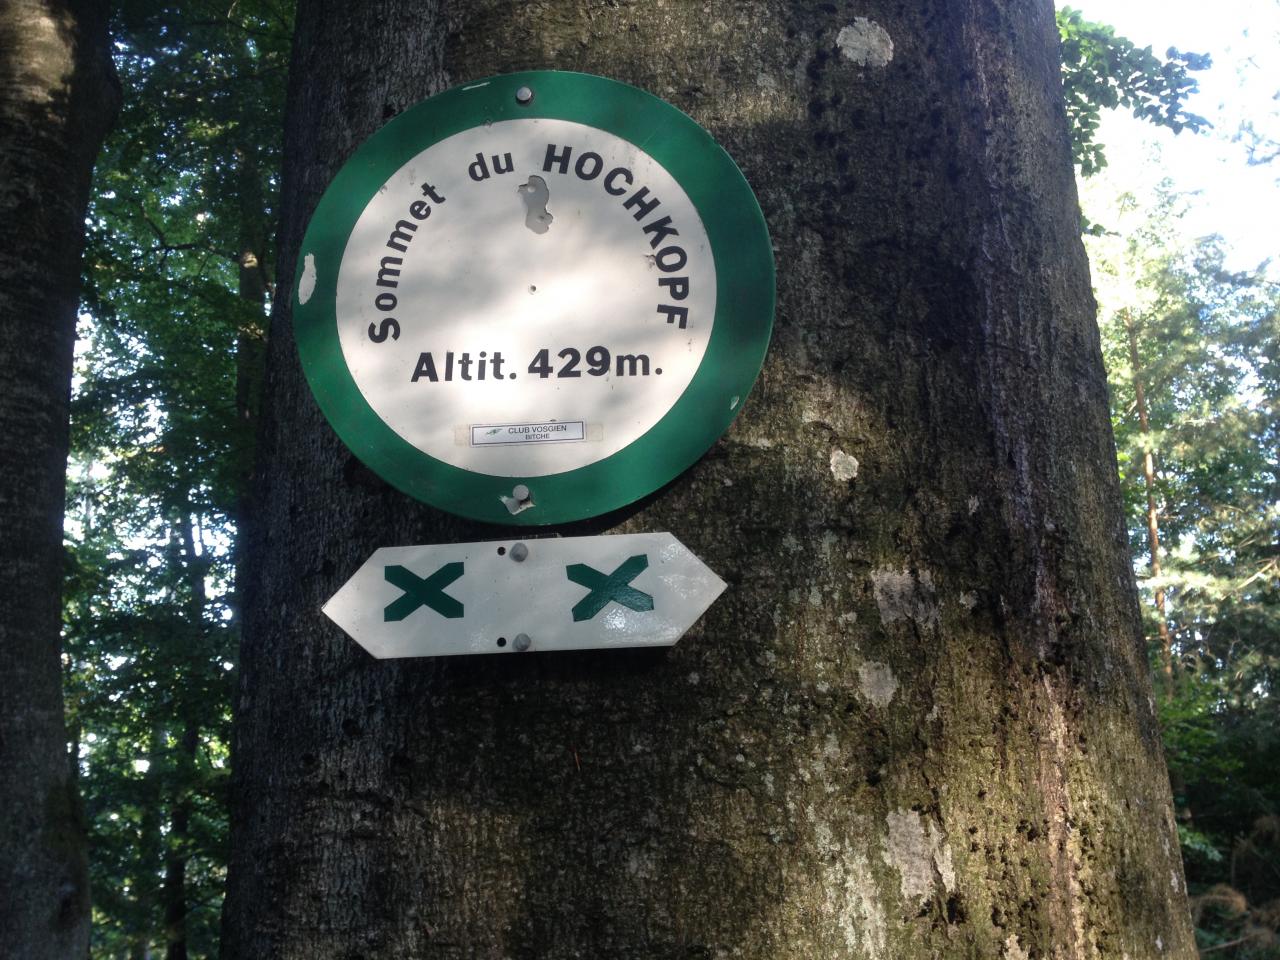 Sommet du HOCHKOPF
Altit. 429m.
CLUB VOSGIEN
BITCHE